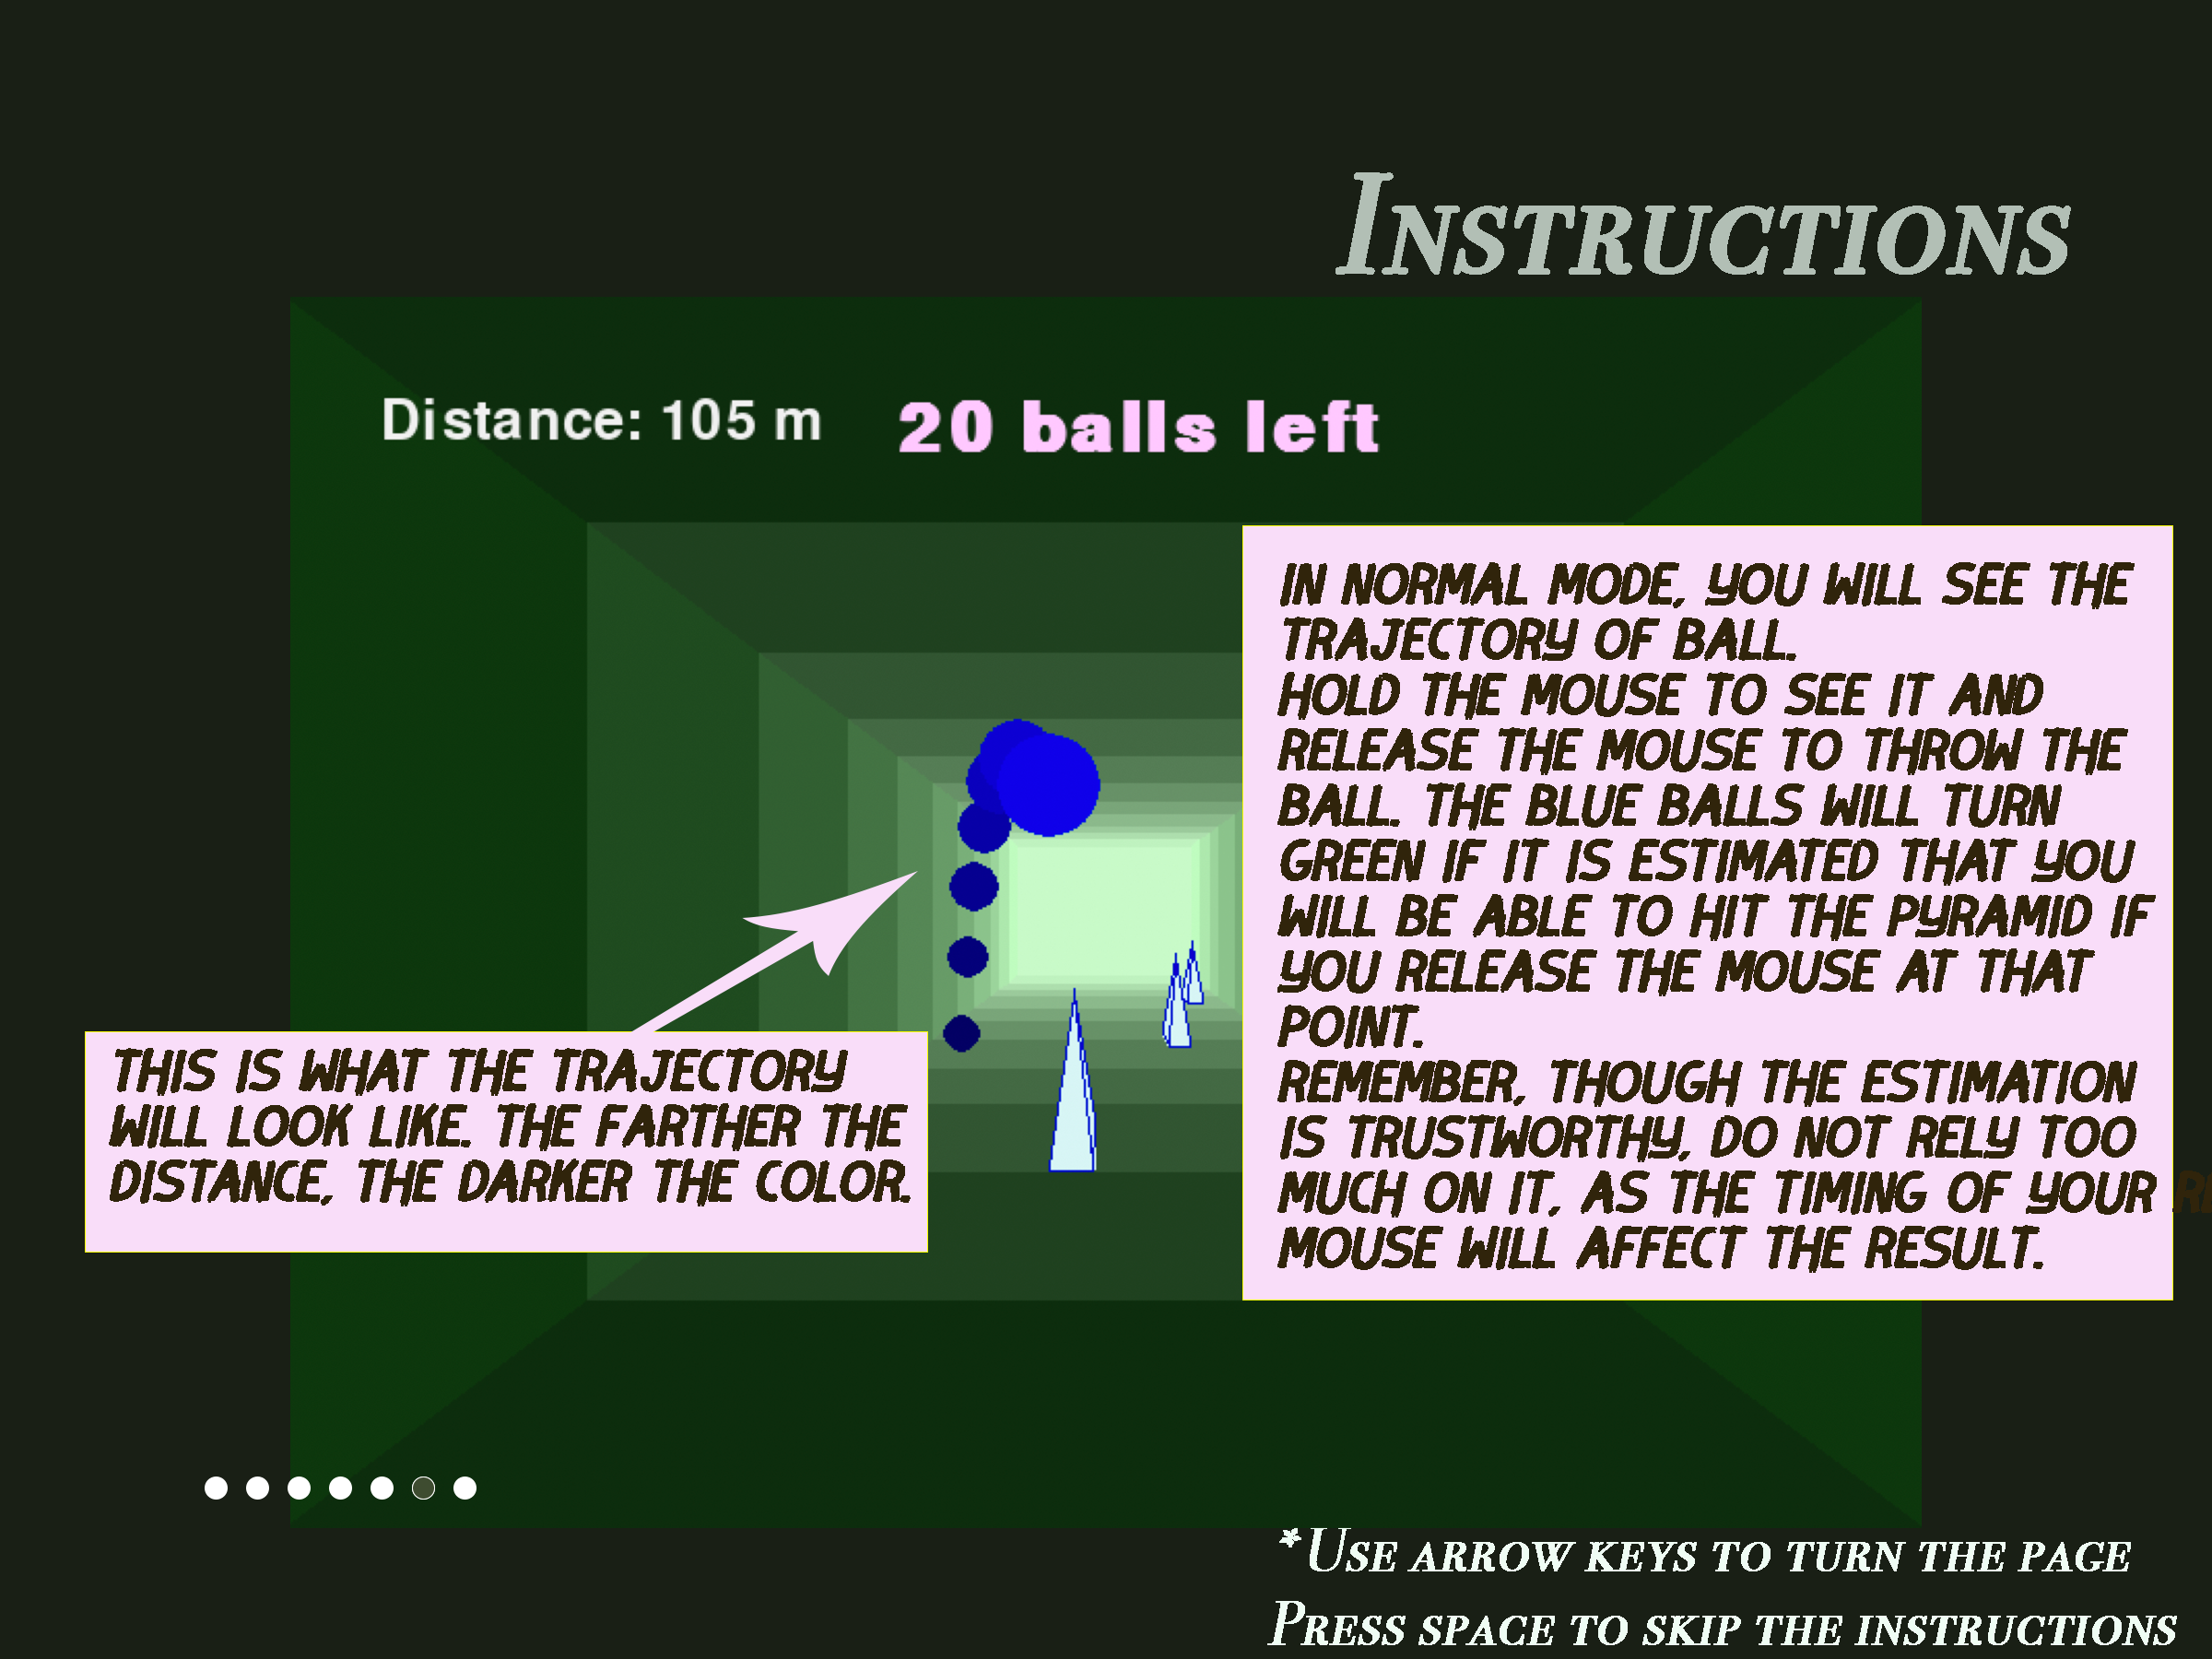 INSTRUCTIONS
Distance: 105 m
20 balls left
IN NORMAL MODE, YOU WILL SEE THE
TRAJECTORY OF BALL.
HOLD THE MOUSE TO SEE IT AND
RELEASE THE MOUSE TO THROW THE
BALL. THE BLUE BALLS WILL TURN
GREEN IF IT IS ESTIMATED THAT YOU
WILL BE ABLE TO HIT THE PYRAMID IF
YOU RELEASE THE MOUSE AT THAT
POINT.
REMEMBER, THOUGH THE ESTIMATION
IS TRUSTWORTHY, DO NOT RELY TOO
MUCH ON IT, AS THE TIMING OF YOUR
MOUSE WILL AFFECT THE RESULT.
THIS IS WHAT THE TRAJECTORY
WILL LOOK LIKE. THE FARTHER THE
DISTANCE, THE DARKER THE COLOR.
*USE ARROW KEYS TO TURN THE PAGE
PRESS SPACE TO SKIP THE INSTRUCTIONS